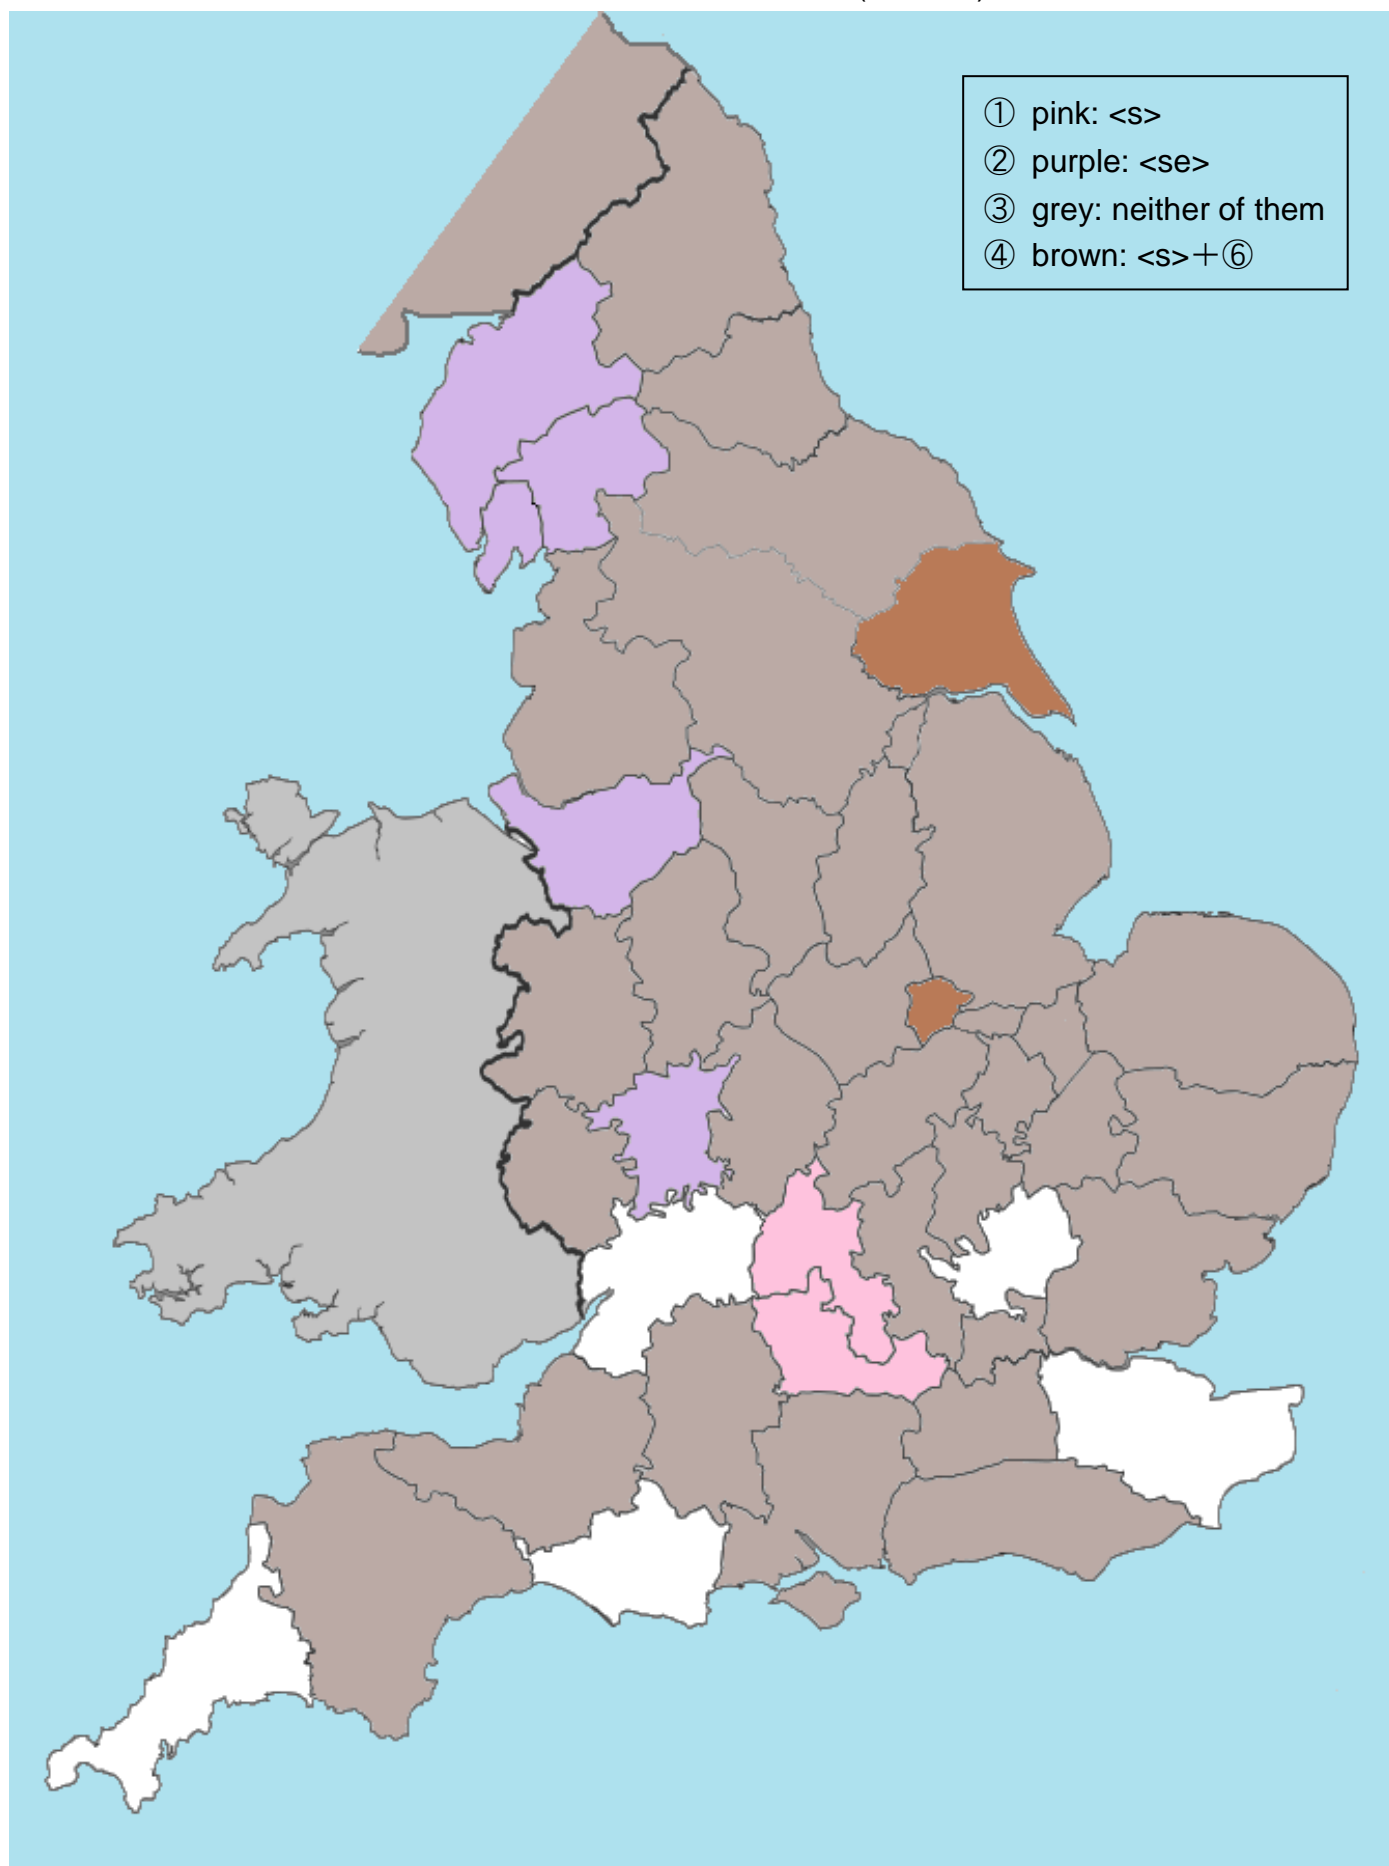 ① pink: <s>
② purple: <se>
③ grey: neither of them
④ brown: <s>＋⑥